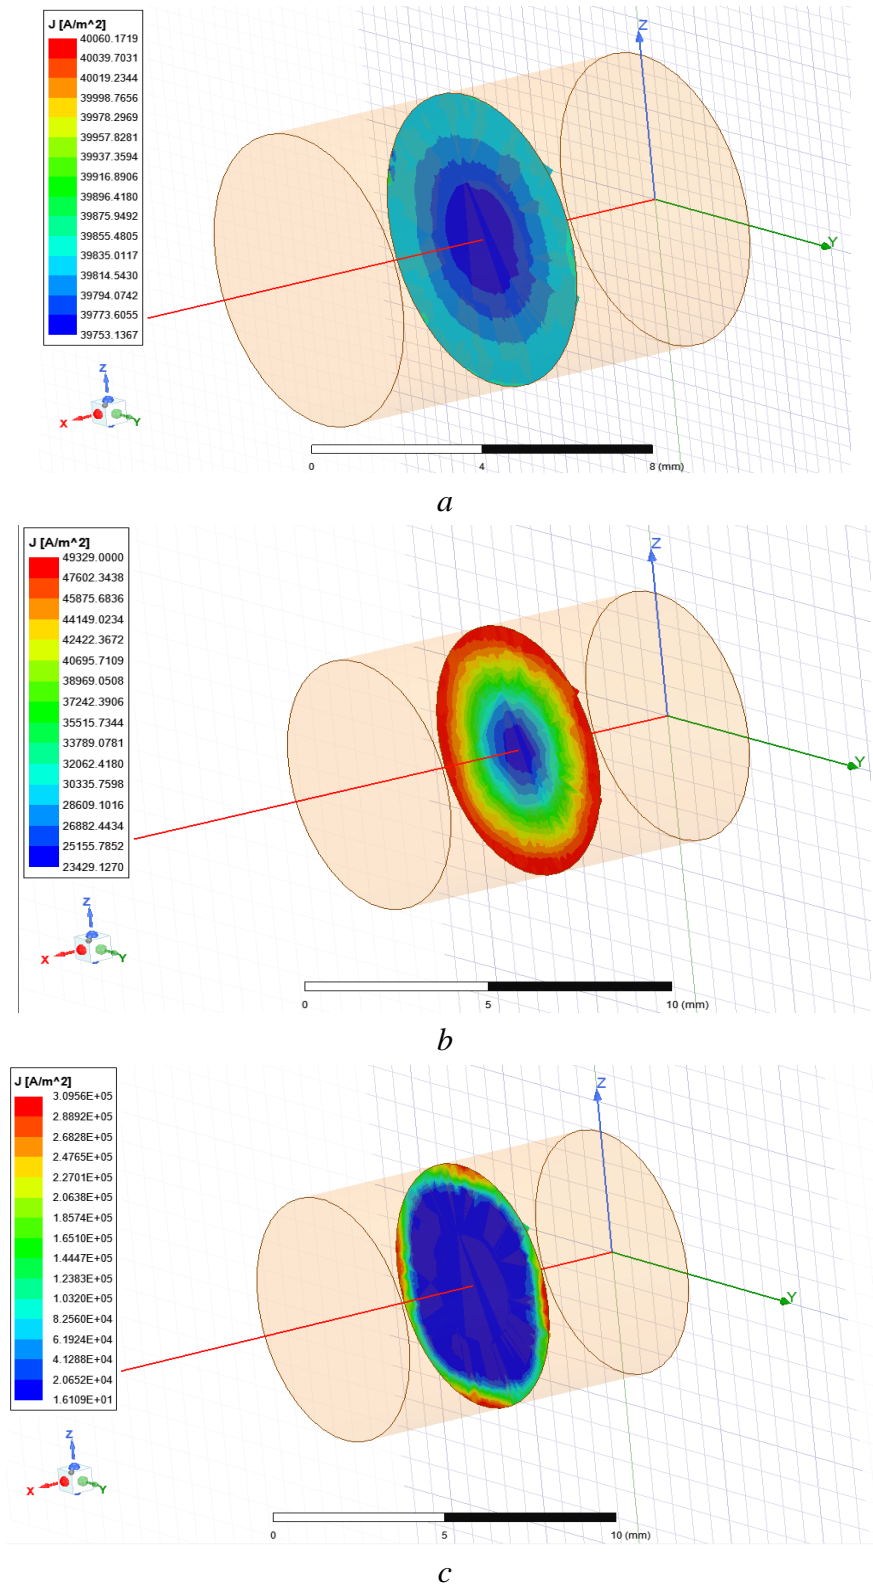 J [A/m^2]
40060.1719
40039.7031
40019.2344
39998.7656
39978.2969
39957.8281
39937.3594
39916.8906
39896.4180
39875.9492
39855.4805
39835.0117
39814.5430
39794.0742
39773.6055
39753.1367
Z
Y
Z
X
Y
0 4 8 (mm)
a
J [A/m^2]
49329.0000
47602.3438
45875.6836
44149.0234
42422.3672
40695.7109
38969.0508
37242.3906
35515.7344
33789.0781
32062.4180
30335.7598
28609.1016
26882.4434
25155.7852
23429.1270
Z
Y
Z
X
Y
0 5 10 (mm)
b
J [A/m^2]
3.0956E+05
2.8892E+05
2.6828E+05
2.4765E+05
2.2701E+05
2.0638E+05
1.8574E+05
1.6510E+05
1.4447E+05
1.2383E+05
1.0320E+05
8.2560E+04
6.1924E+04
4.1288E+04
2.0652E+04
1.6109E+01
Z
Y
Z
X
Y
0 5 10 (mm)
c